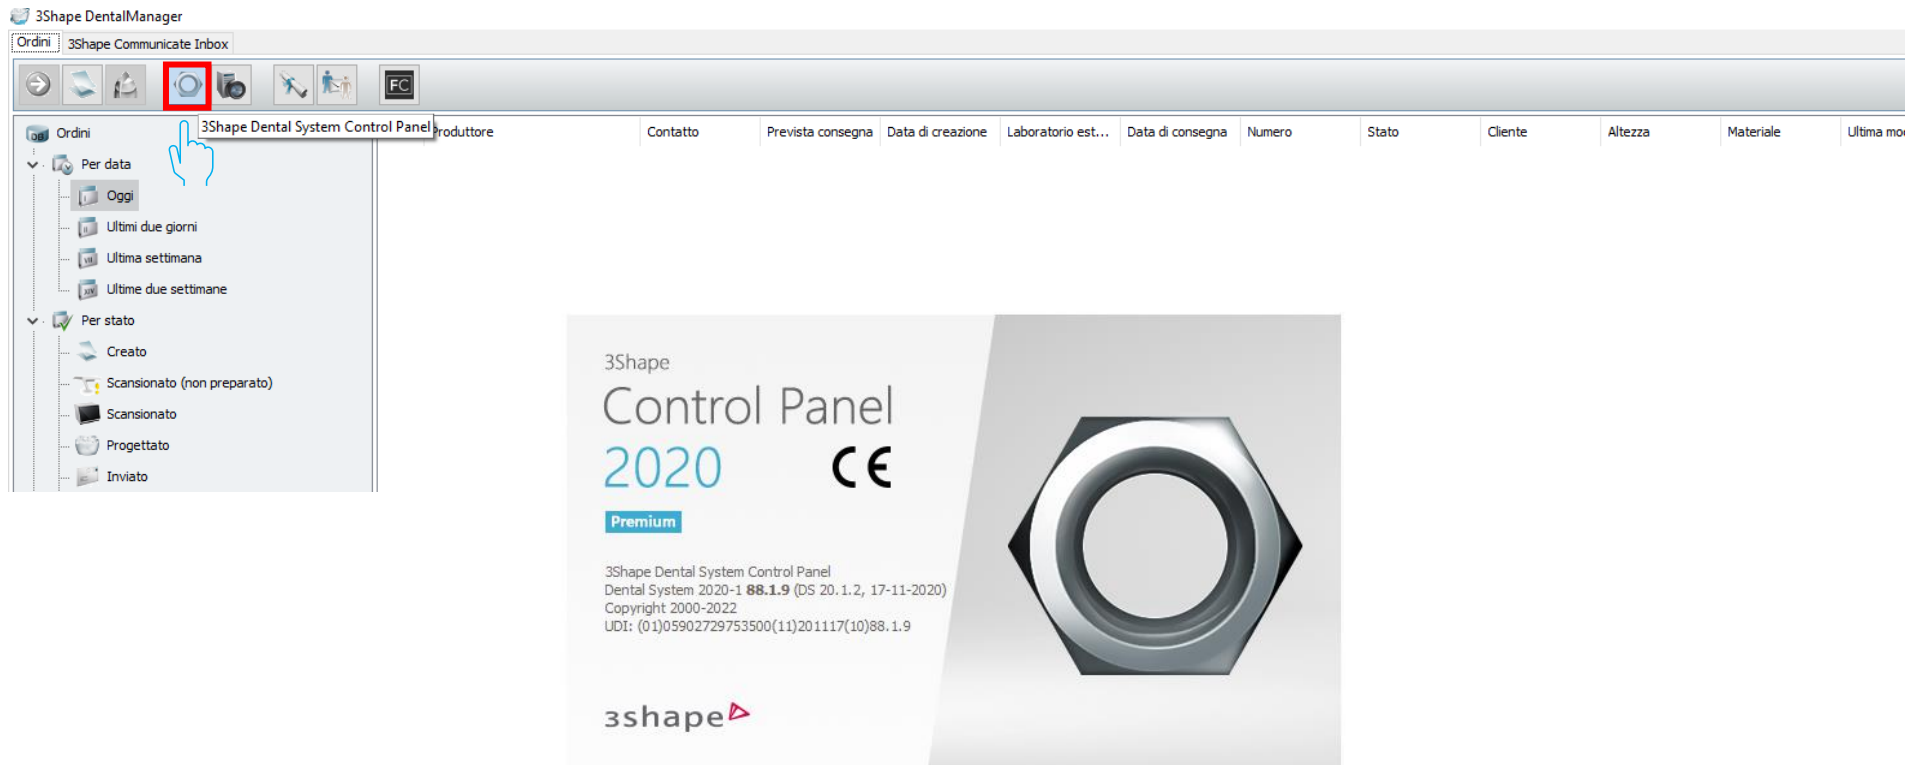 3Shape DentalManager
Ordini 3Shape Communicate Inbox
FC
3Shape Dental System Control Panel
Ordini
Produttore Contatto Prevista consegna Data di creazione Laboratorio est... Data di consegna Numero Stato Cliente Altezza Materiale Ultima mod
Per data
Oggi
Ultimi due giorni
Ultima settimana
Ultime due settimane
Per stato
Creato
Scansionato (non preparato)
Scansionato
Progettato
Inviato
3Shape
Control Panel
2020 CE
Premium
3Shape Dental System Control Panel
Dental System 2020-1 88.1.9 (DS 20.1.2, 17-11-2020)
Copyright 2000-2022
UDI: (01)05902729753500(11)201117(10)88.1.9
3shape